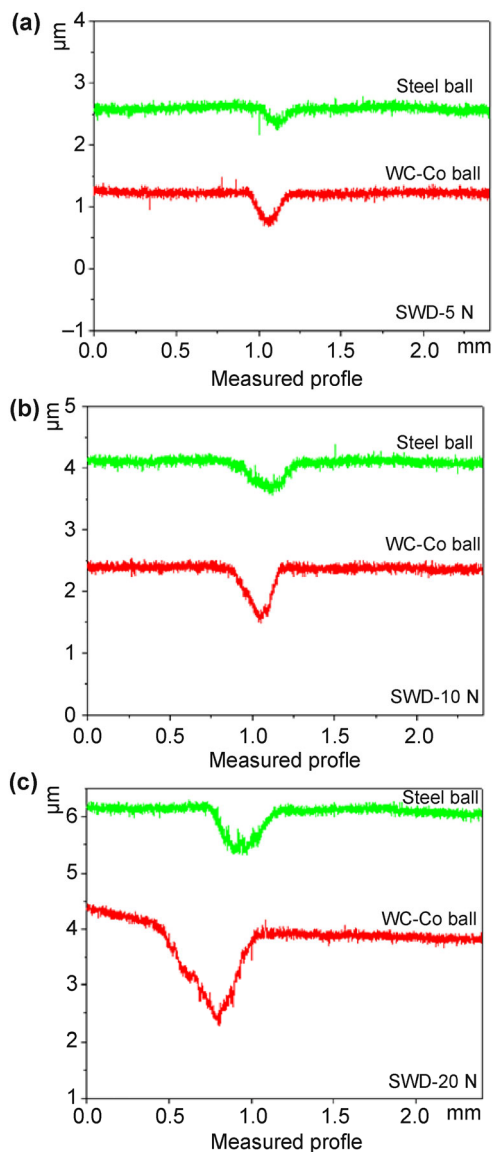 (a)
µm
4
3
2
1
0
–1
Steel ball
WC-Co ball
SWD-5 N
0.0 0.5 1.0 1.5 2.0 mm
Measured profle
(b)
µm
5
4
3
2
1
0
Steel ball
WC-Co ball
SWD-10 N
0.0 0.5 1.0 1.5 2.0
Measured profle
(c)
µm
6
5
4
3
2
1
Steel ball
WC-Co ball
SWD-20 N
0.0 0.5 1.0 1.5 2.0 mm
Measured profle